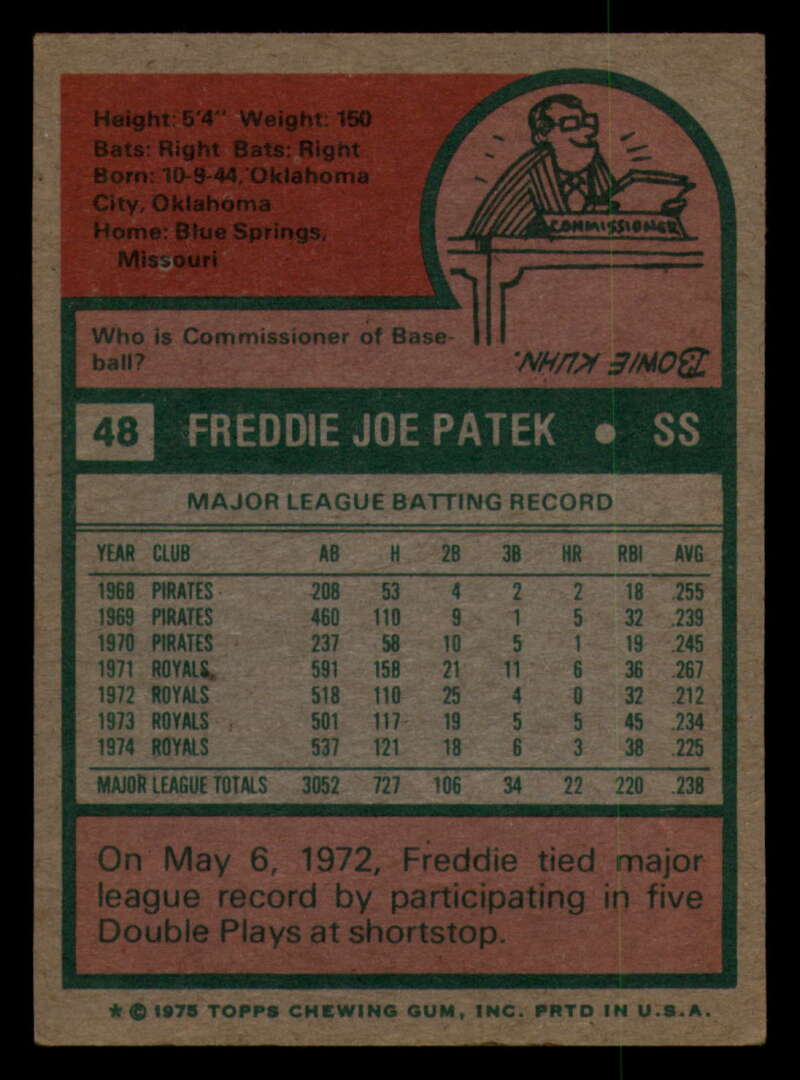 Height: 5'4" Weight: 150
Bats: Right Bats: Right
Born: 10-9-44, Oklahoma
City, Oklahoma
Home: Blue Springs,
Missouri
COMMISSIONER
Who is Commissioner of Base-
ball?
BOWIE KUHN.
48 FREDDIE JOE PATEK • SS
MAJOR LEAGUE BATTING RECORD
YEAR CLUB AB H 2B 3B HR RBI AVG
1968 PIRATES 208 53 4 2 2 18 .255
1969 PIRATES 460 110 9 1 5 32 .239
1970 PIRATES 237 58 10 5 1 19 .245
1971 ROYALS 591 158 21 11 6 36 .267
1972 ROYALS 518 110 25 4 0 32 .212
1973 ROYALS 501 117 19 5 5 45 .234
1974 ROYALS 537 121 18 6 3 38 .225
MAJOR LEAGUE TOTALS 3052 727 106 34 22 220 .238
On May 6, 1972, Freddie tied major
league record by participating in five
Double Plays at shortstop.
* © 1975 TOPPS CHEWING GUM, INC. PRTD IN U.S.A.